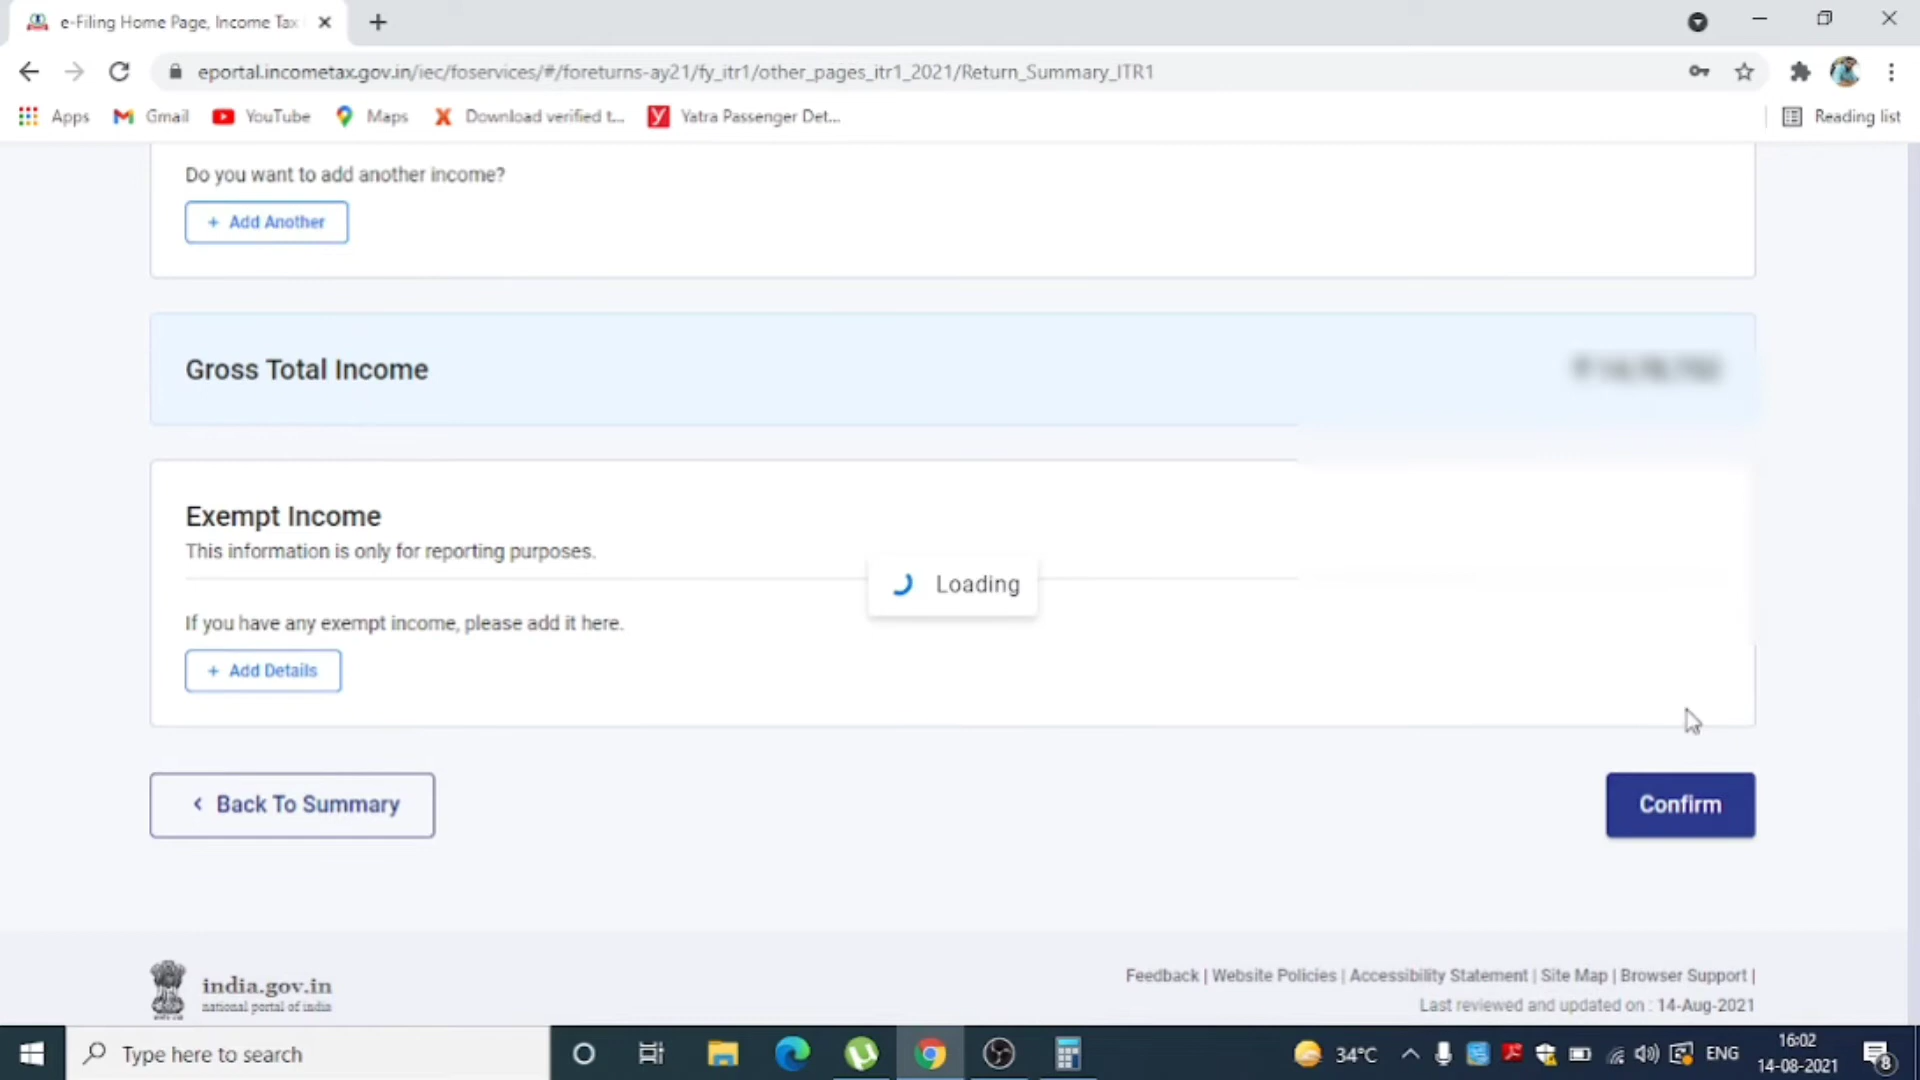 e-Filing Home Page, Income Tax
eportal.incometax.gov.in/iec/foservices/#/foreturns-ay21/fy_itr1/other_pages_itr1_2021/Return_Summary_ITR1
Apps Gmail YouTube Maps Download verified t... Yatra Passenger Det... Reading list
Do you want to add another income?
+ Add Another
Gross Total Income
Exempt Income
This information is only for reporting purposes.
Loading
If you have any exempt income, please add it here.
+ Add Details
< Back To Summary
Confirm
india.gov.in
national portal of india
Feedback | Website Policies | Accessibility Statement | Site Map | Browser Support |
Last reviewed and updated on : 14-Aug-2021
Type here to search
34°C
ENG
16:02
14-08-2021
8